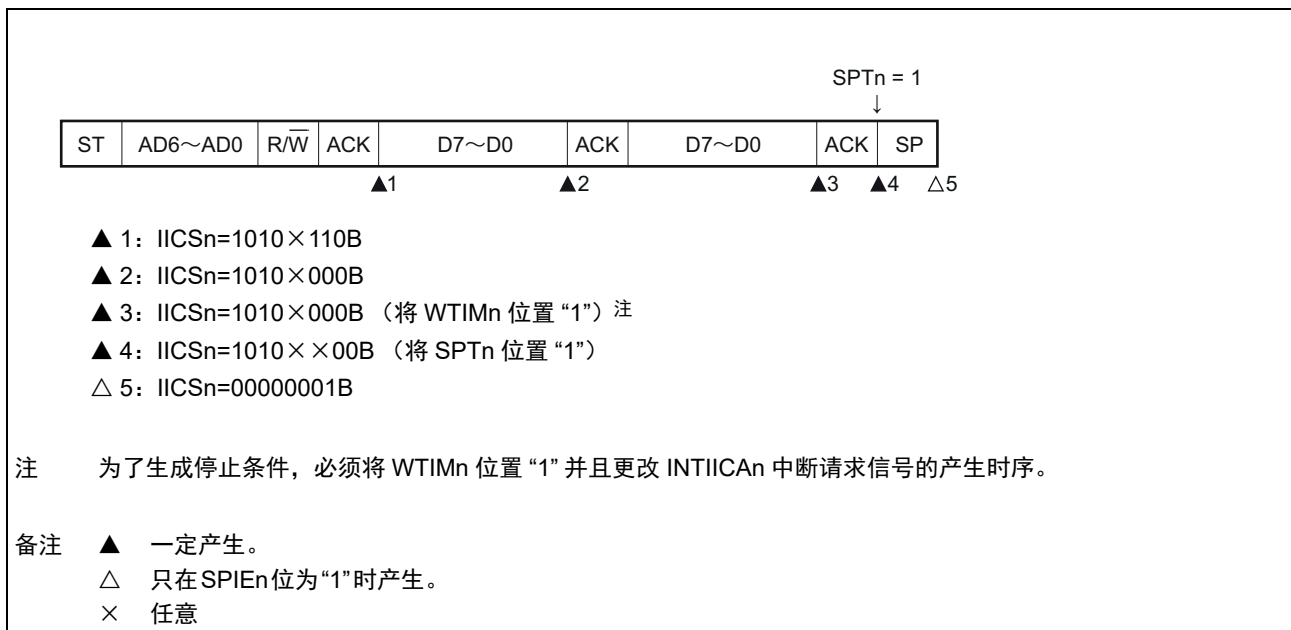 SPTn = 1
↓
ST AD6～AD0 R/W̅ ACK D7～D0 ACK D7～D0 ACK SP
▲1 ▲2 ▲3 ▲4 △5
▲ 1：IICSn=1010×110B
▲ 2：IICSn=1010×000B
▲ 3：IICSn=1010×000B （将 WTIMn 位置 “1”）注
▲ 4：IICSn=1010××00B （将 SPTn 位置 “1”）
△ 5：IICSn=00000001B
注 为了生成停止条件，必须将 WTIMn 位置 “1” 并且更改 INTIICAn 中断请求信号的产生时序。
备注 ▲ 一定产生。
△ 只在SPIEn位为“1”时产生。
× 任意